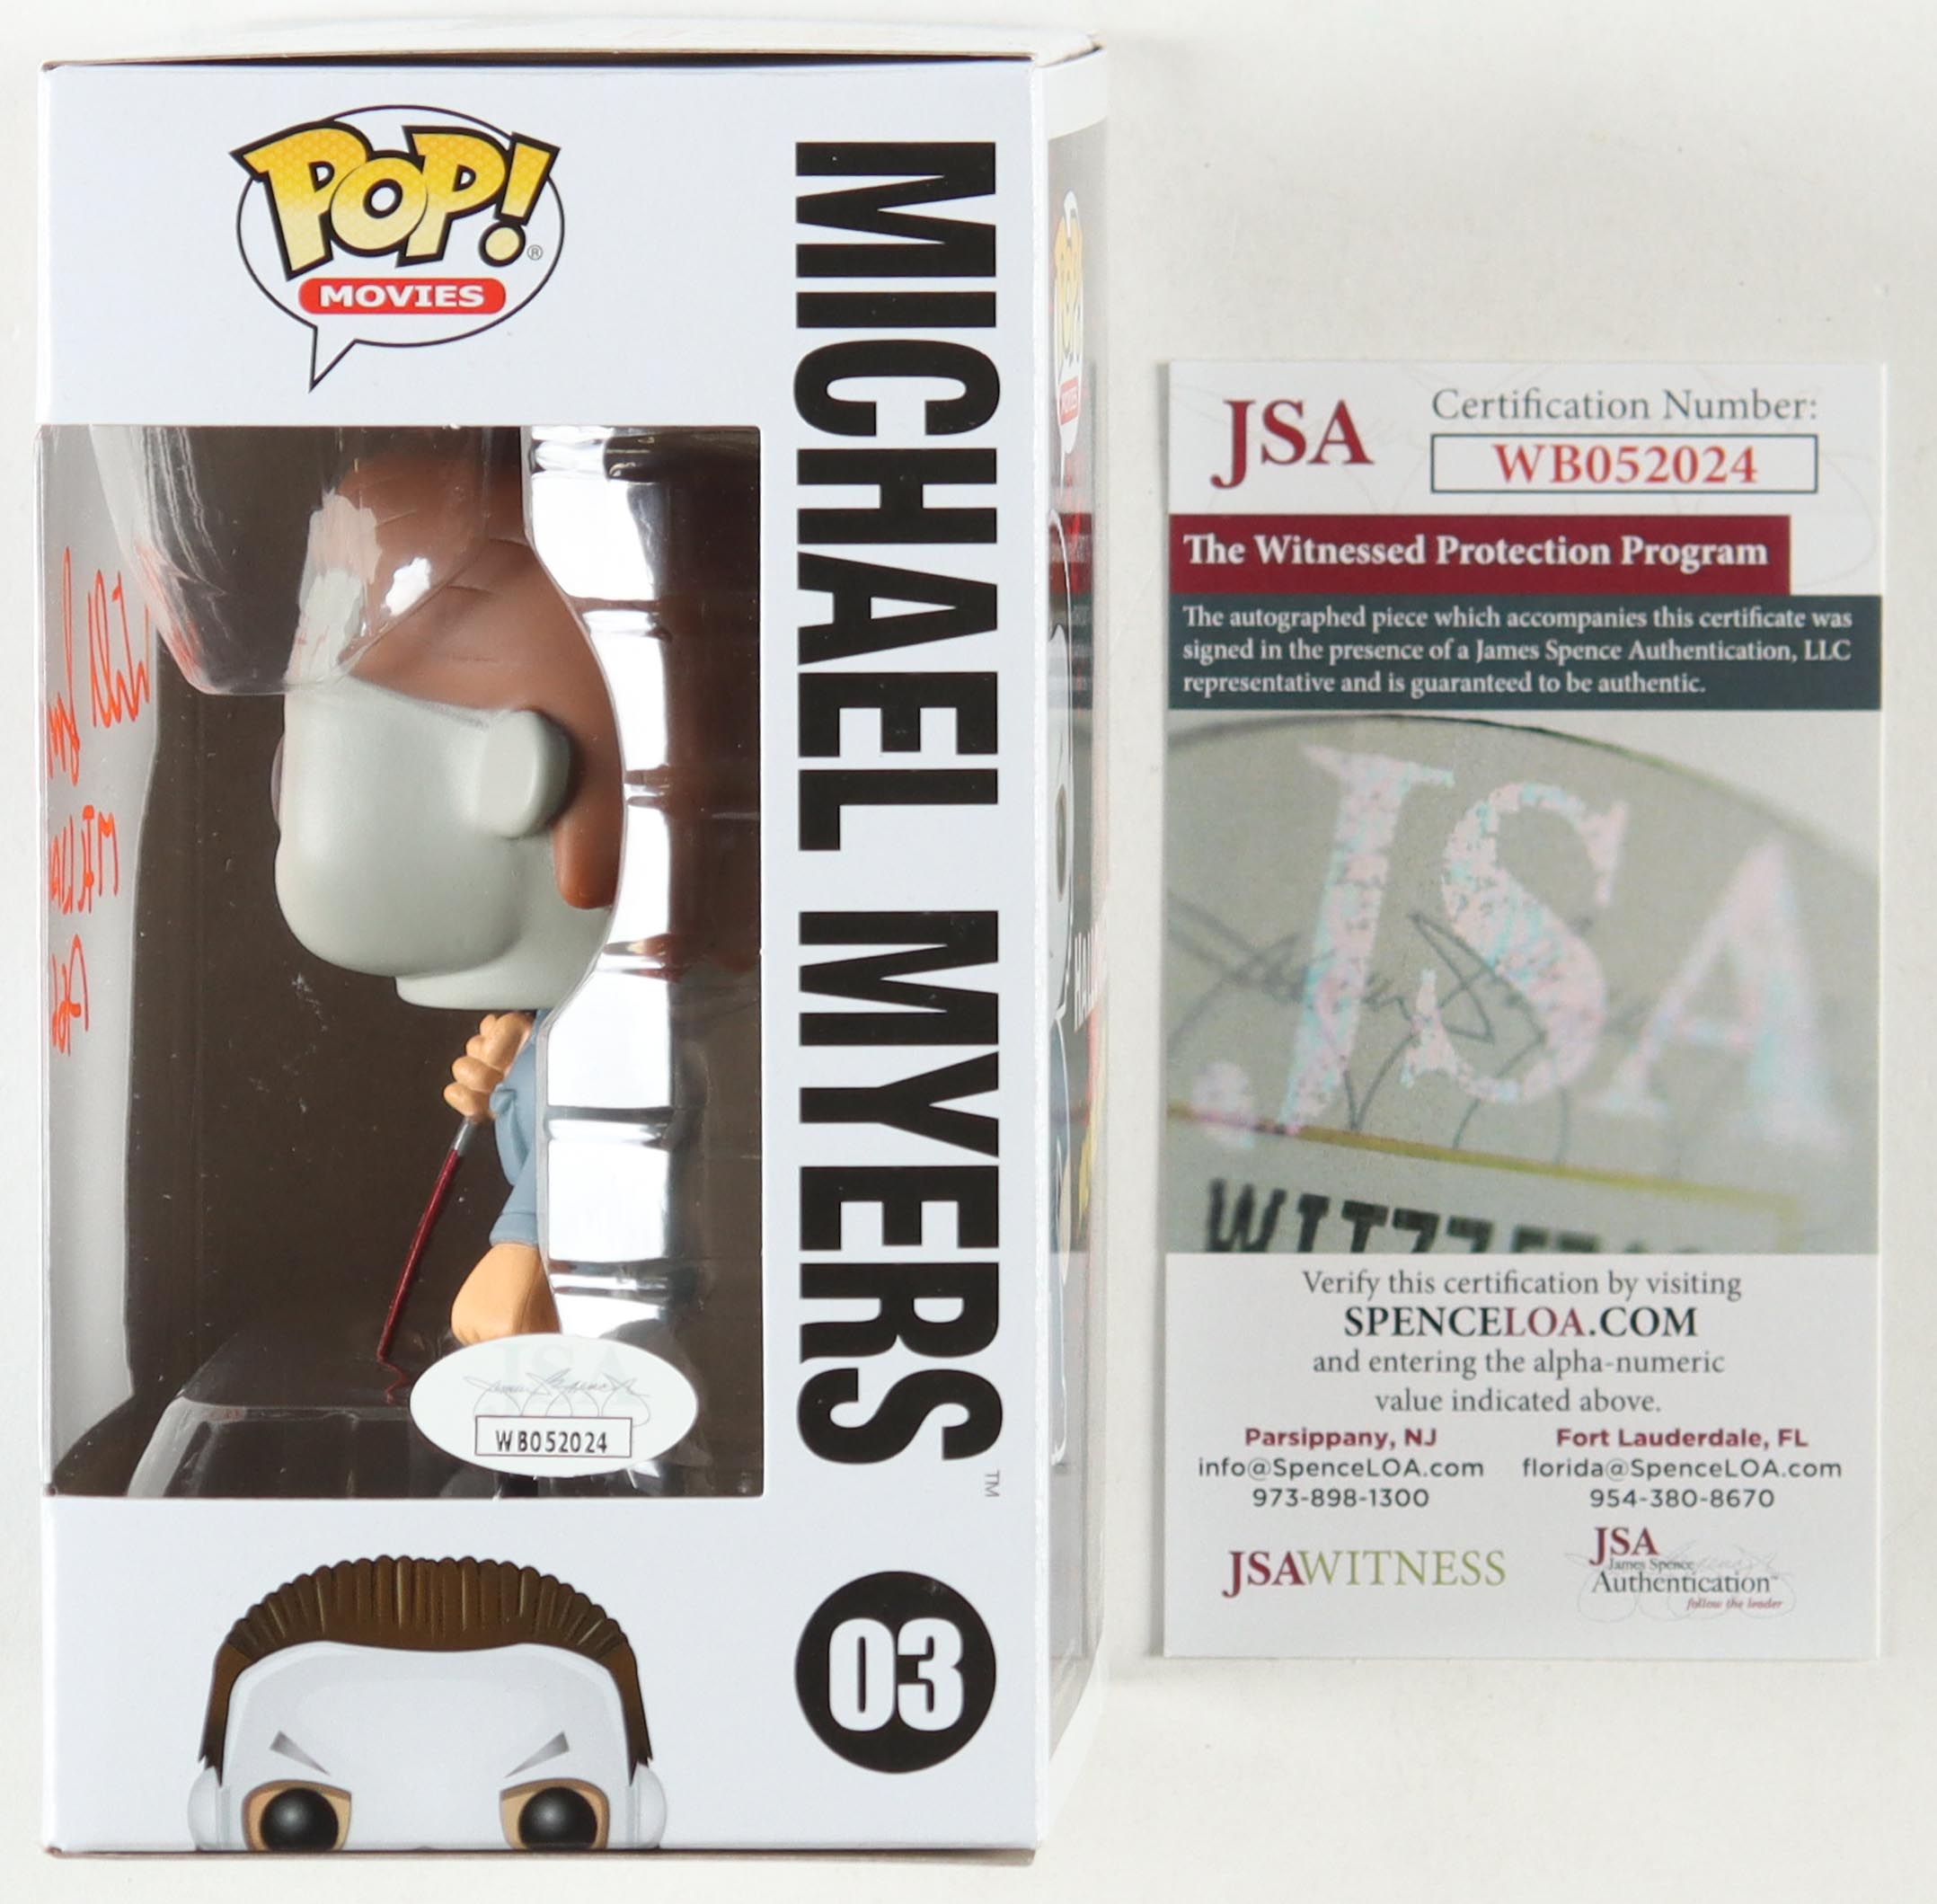 POP!®
MOVIES
MICHAEL MYERS™
03
WB052024
JSA
Certification Number:
WB052024
The Witnessed Protection Program
The autographed piece which accompanies this certificate was
signed in the presence of a James Spence Authentication, LLC
representative and is guaranteed to be authentic.
JSA
Verify this certification by visiting
SPENCELOA.COM
and entering the alpha-numeric
value indicated above.
Parsippany, NJ
info@SpenceLOA.com
973-898-1300
Fort Lauderdale, FL
florida@SpenceLOA.com
954-380-8670
JSAWITNESS
JSA
James Spence
Authentication™
follow the leader